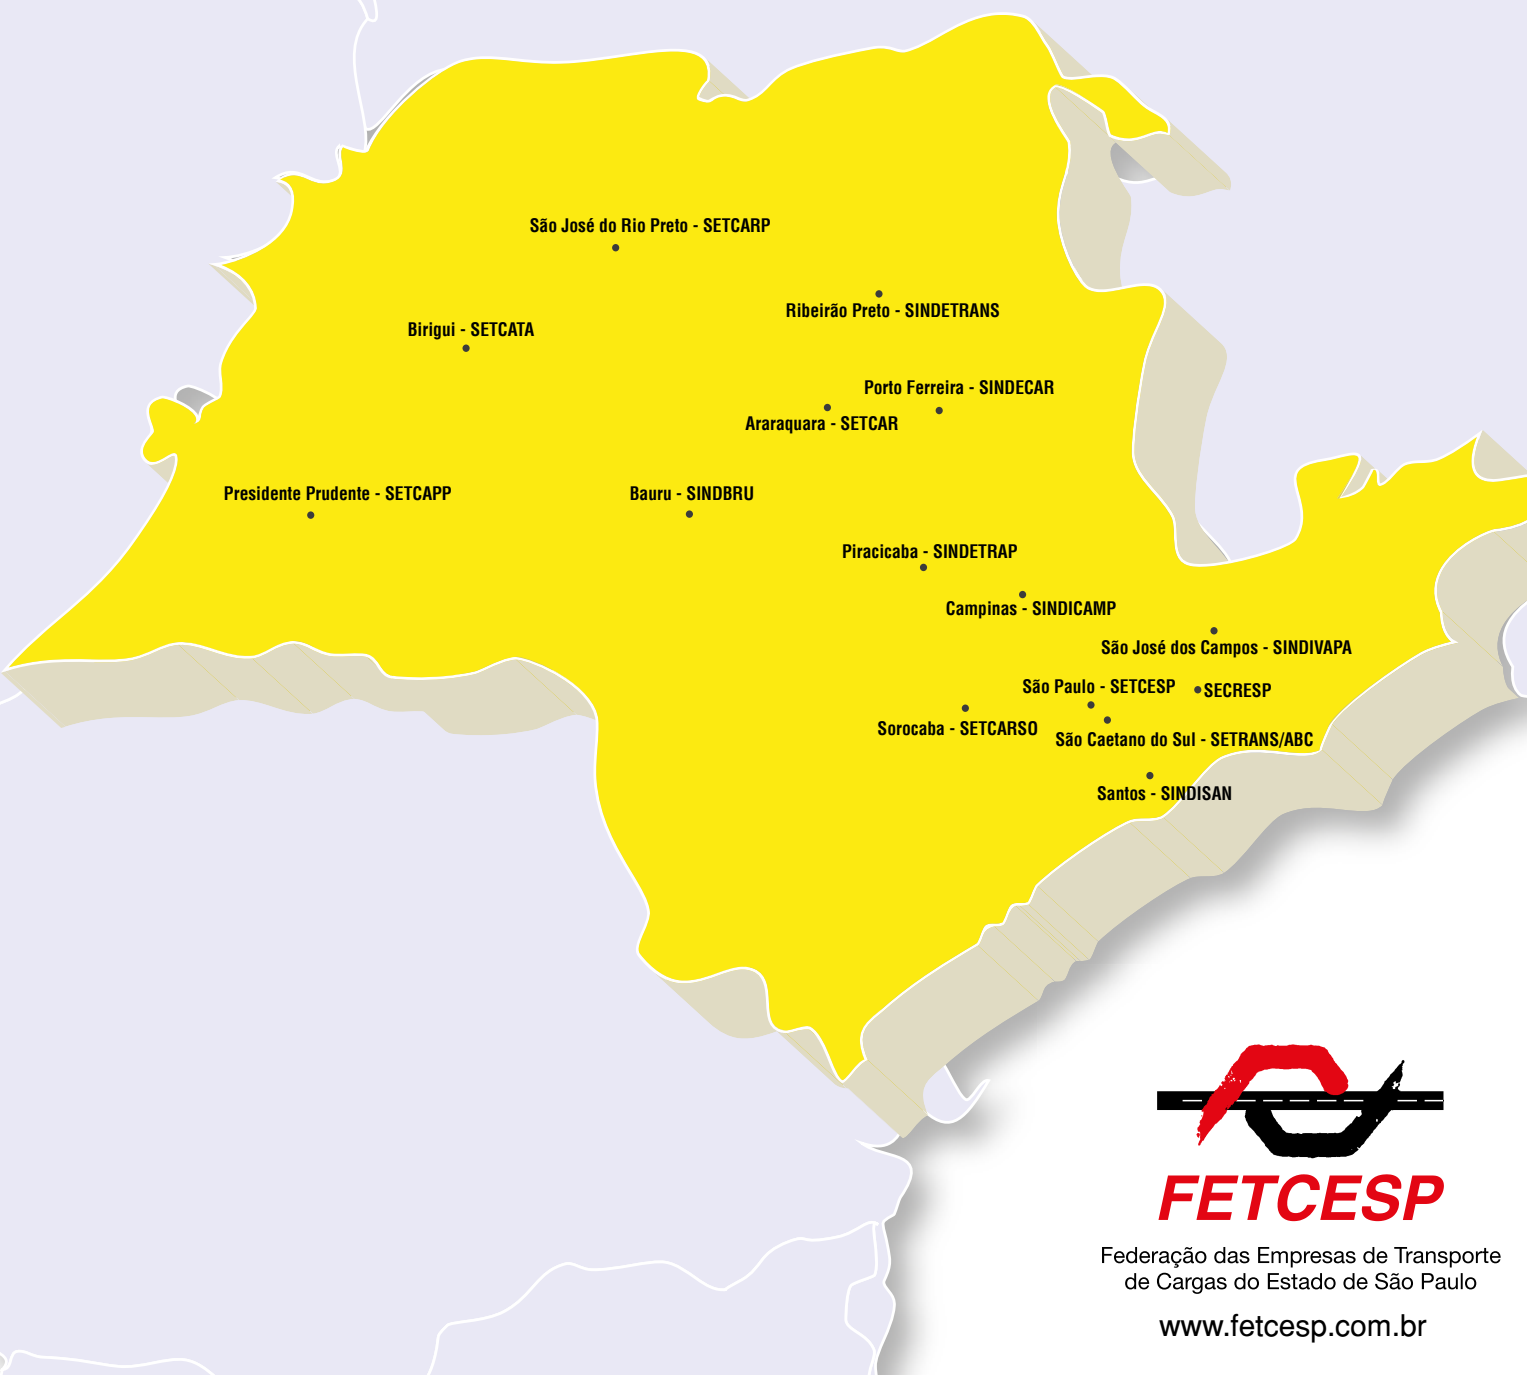 São José do Rio Preto - SETCARP
Ribeirão Preto - SINDETRANS
Birigui - SETCATA
Porto Ferreira - SINDECAR
Araraquara - SETCAR
Presidente Prudente - SETCAPP
Bauru - SINDBRU
Piracicaba - SINDETRAP
Campinas - SINDICAMP
São José dos Campos - SINDIVAPA
São Paulo - SETCESP
SECRESP
Sorocaba - SETCARSO
São Caetano do Sul - SETRANS/ABC
Santos - SINDISAN
FETCESP
Federação das Empresas de Transporte
de Cargas do Estado de São Paulo
www.fetcesp.com.br